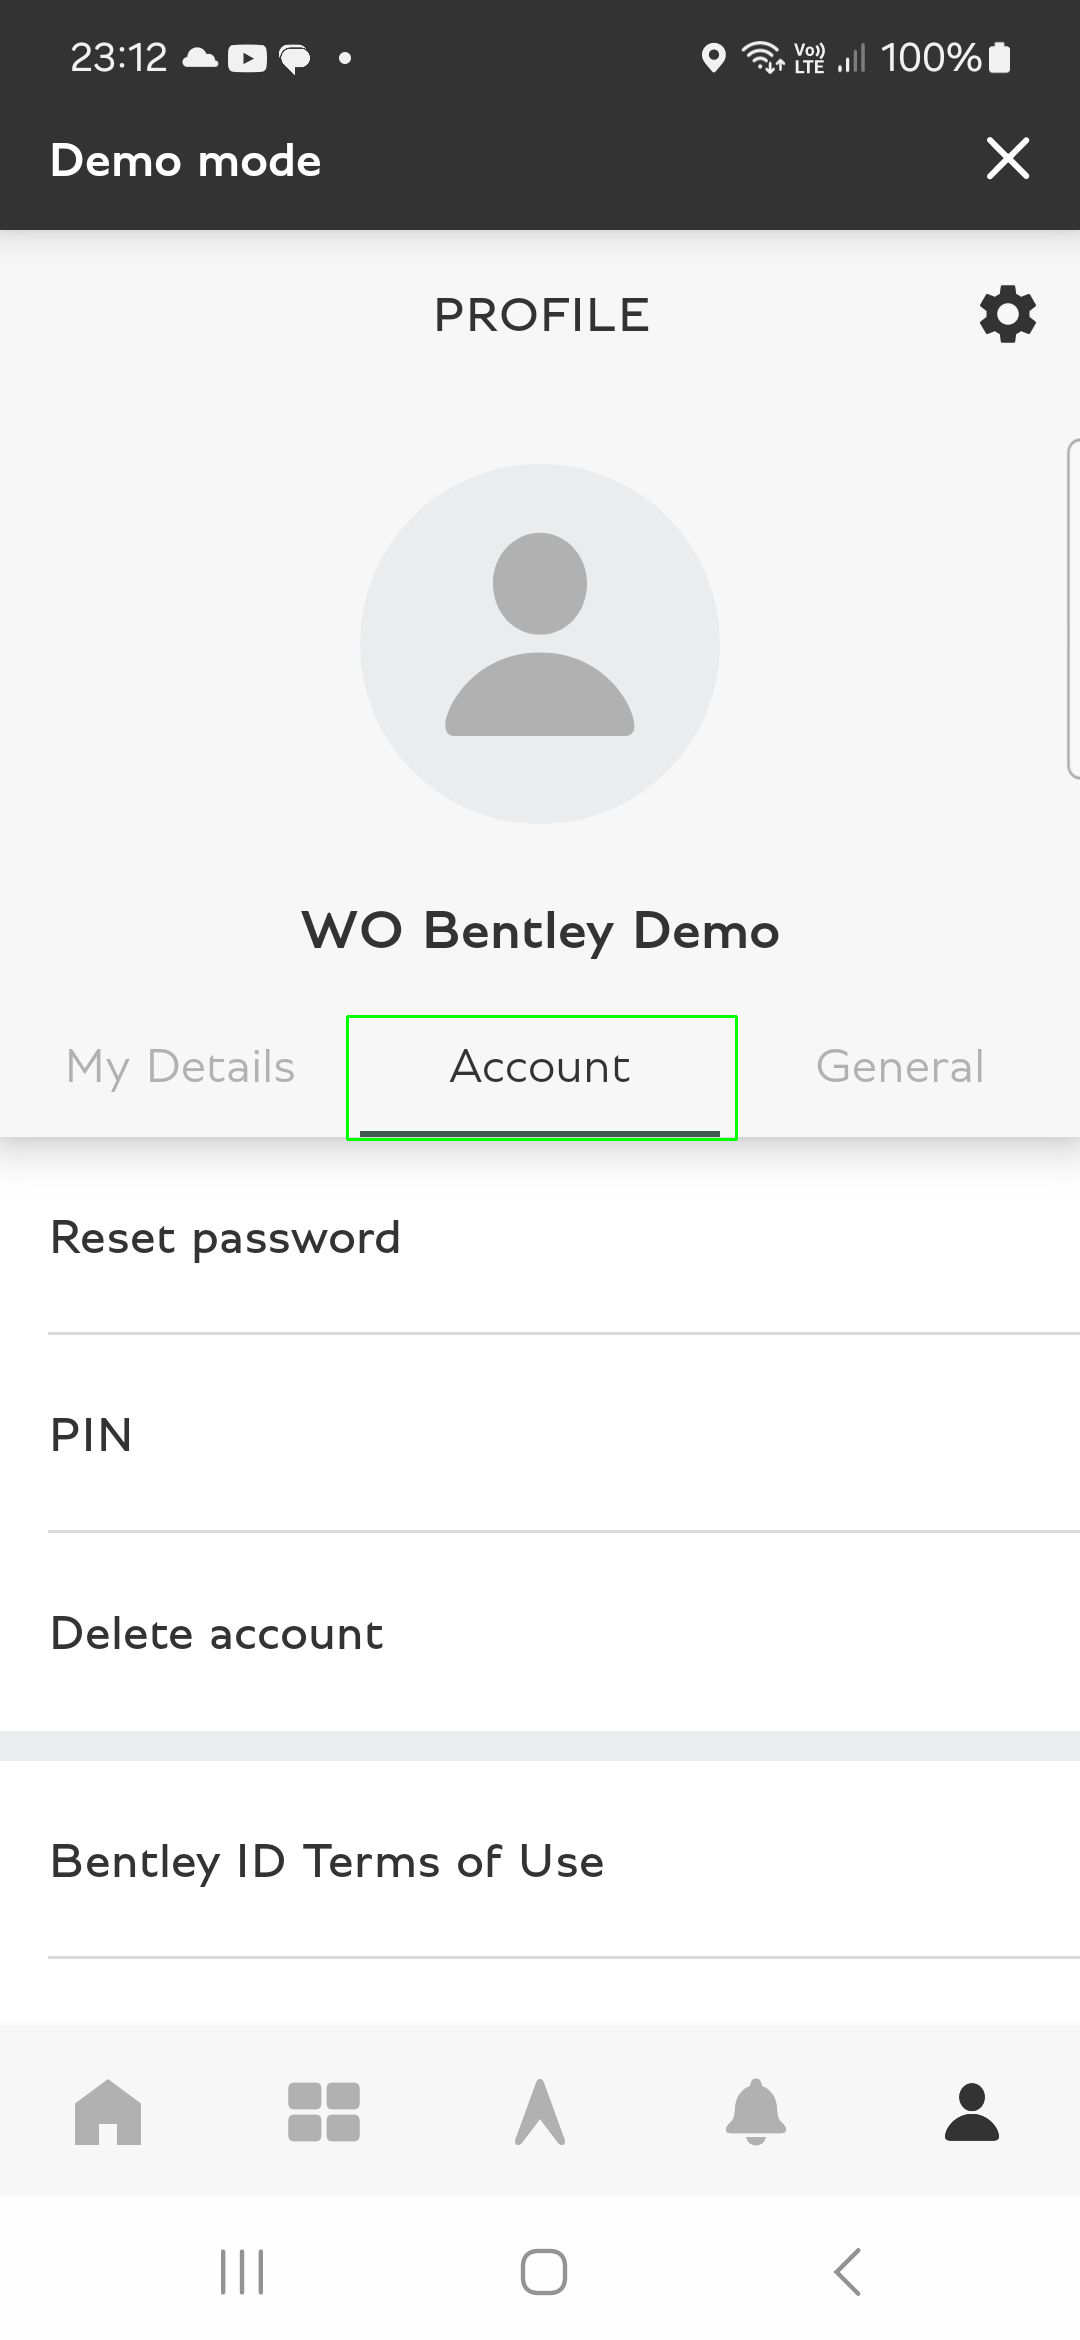 23:12 Vo)) LTE 100%
Demo mode
PROFILE
WO Bentley Demo
My Details Account General
Reset password
PIN
Delete account
Bentley ID Terms of Use